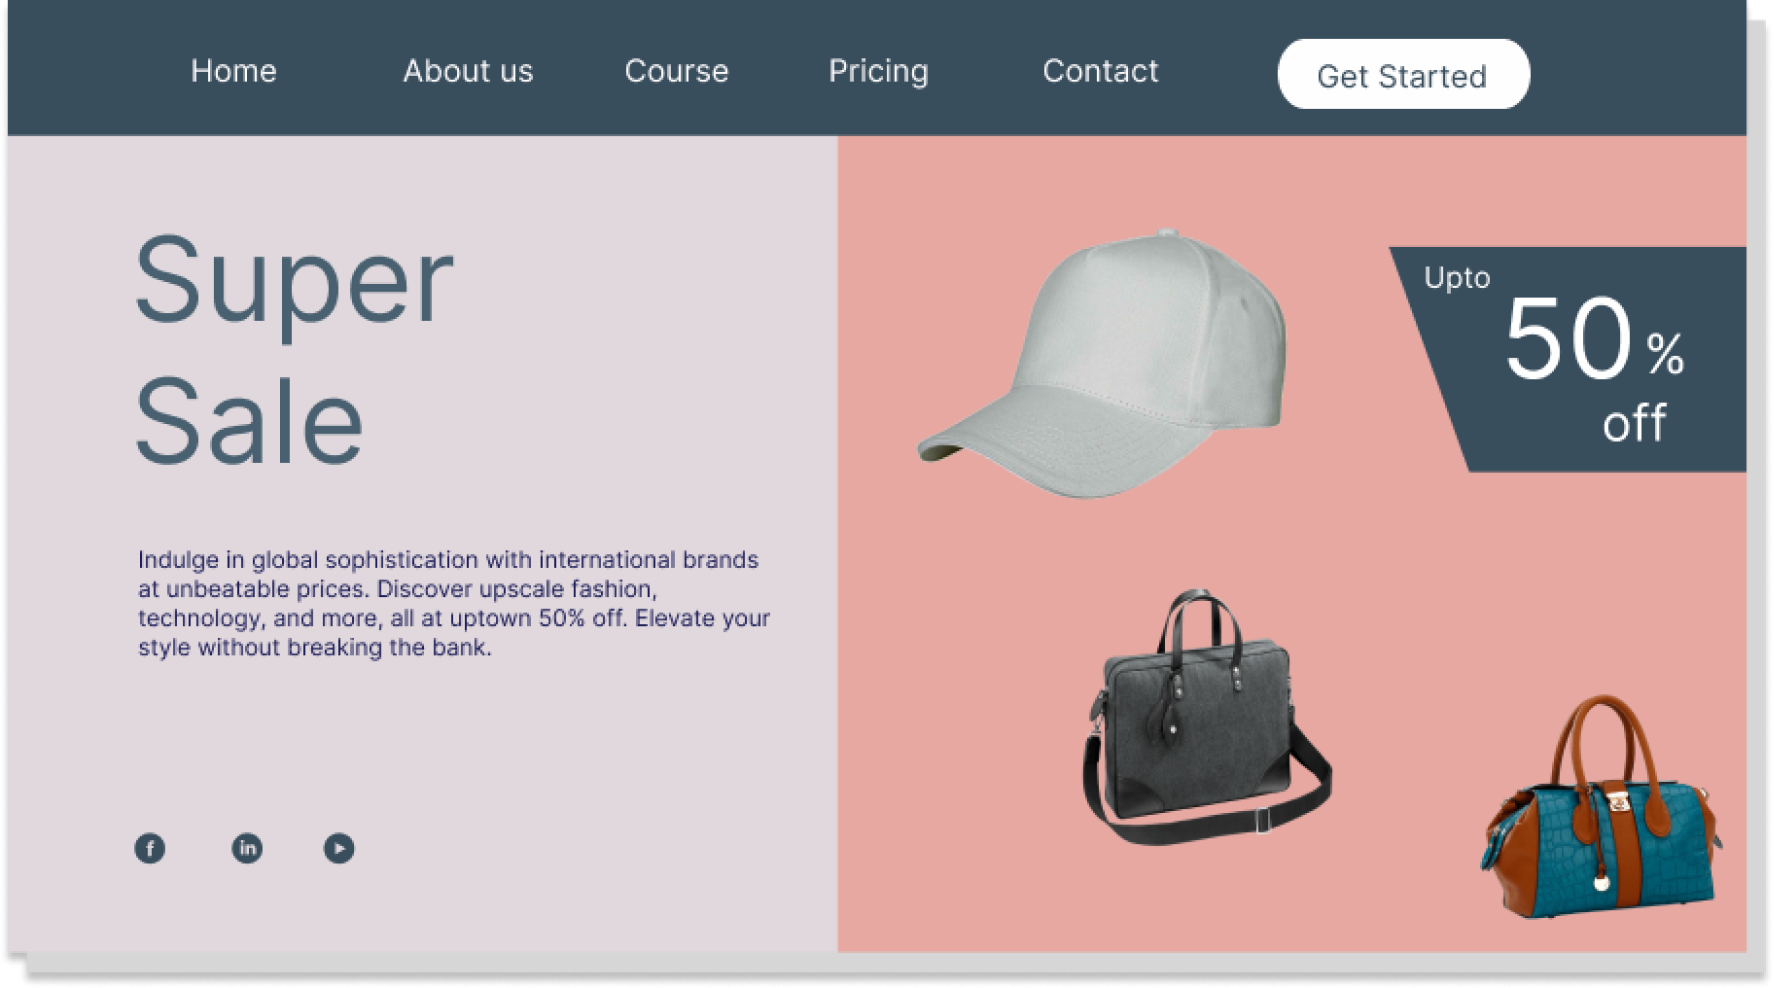 Home
About us
Course
Pricing
Contact
Get Started
Super
Sale
Indulge in global sophistication with international brands
at unbeatable prices. Discover upscale fashion,
technology, and more, all at uptown 50% off. Elevate your
style without breaking the bank.
f
in
Upto
50 %
off